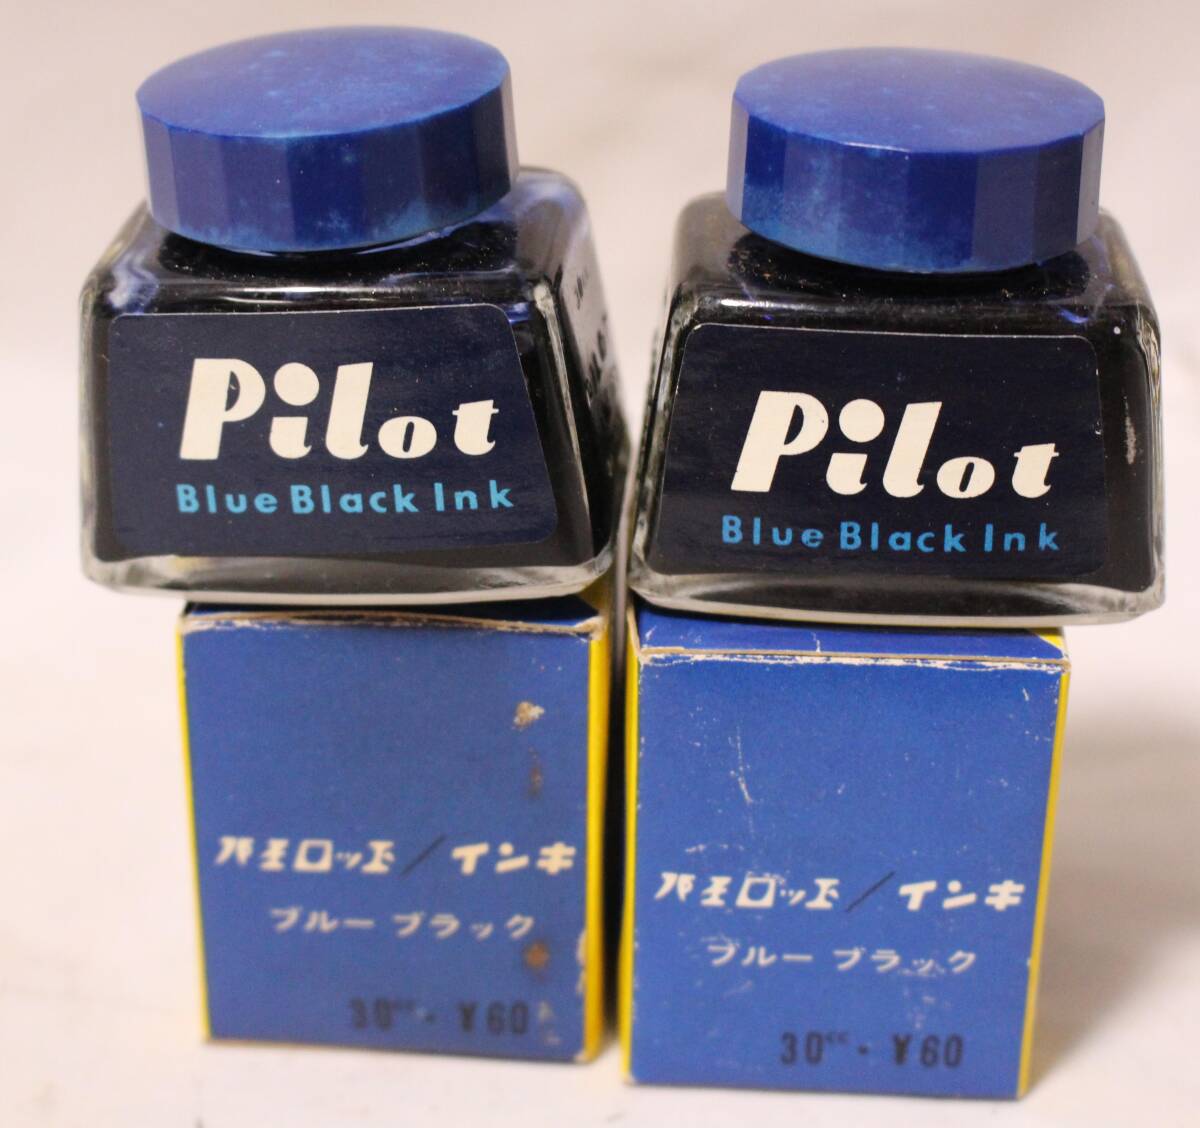 Pilot
Blue Black Ink
Pilot
Blue Black Ink
パイロット／インキ
ブルー ブラック
30cc・¥60
パイロット／インキ
ブルー ブラック
30cc・¥60